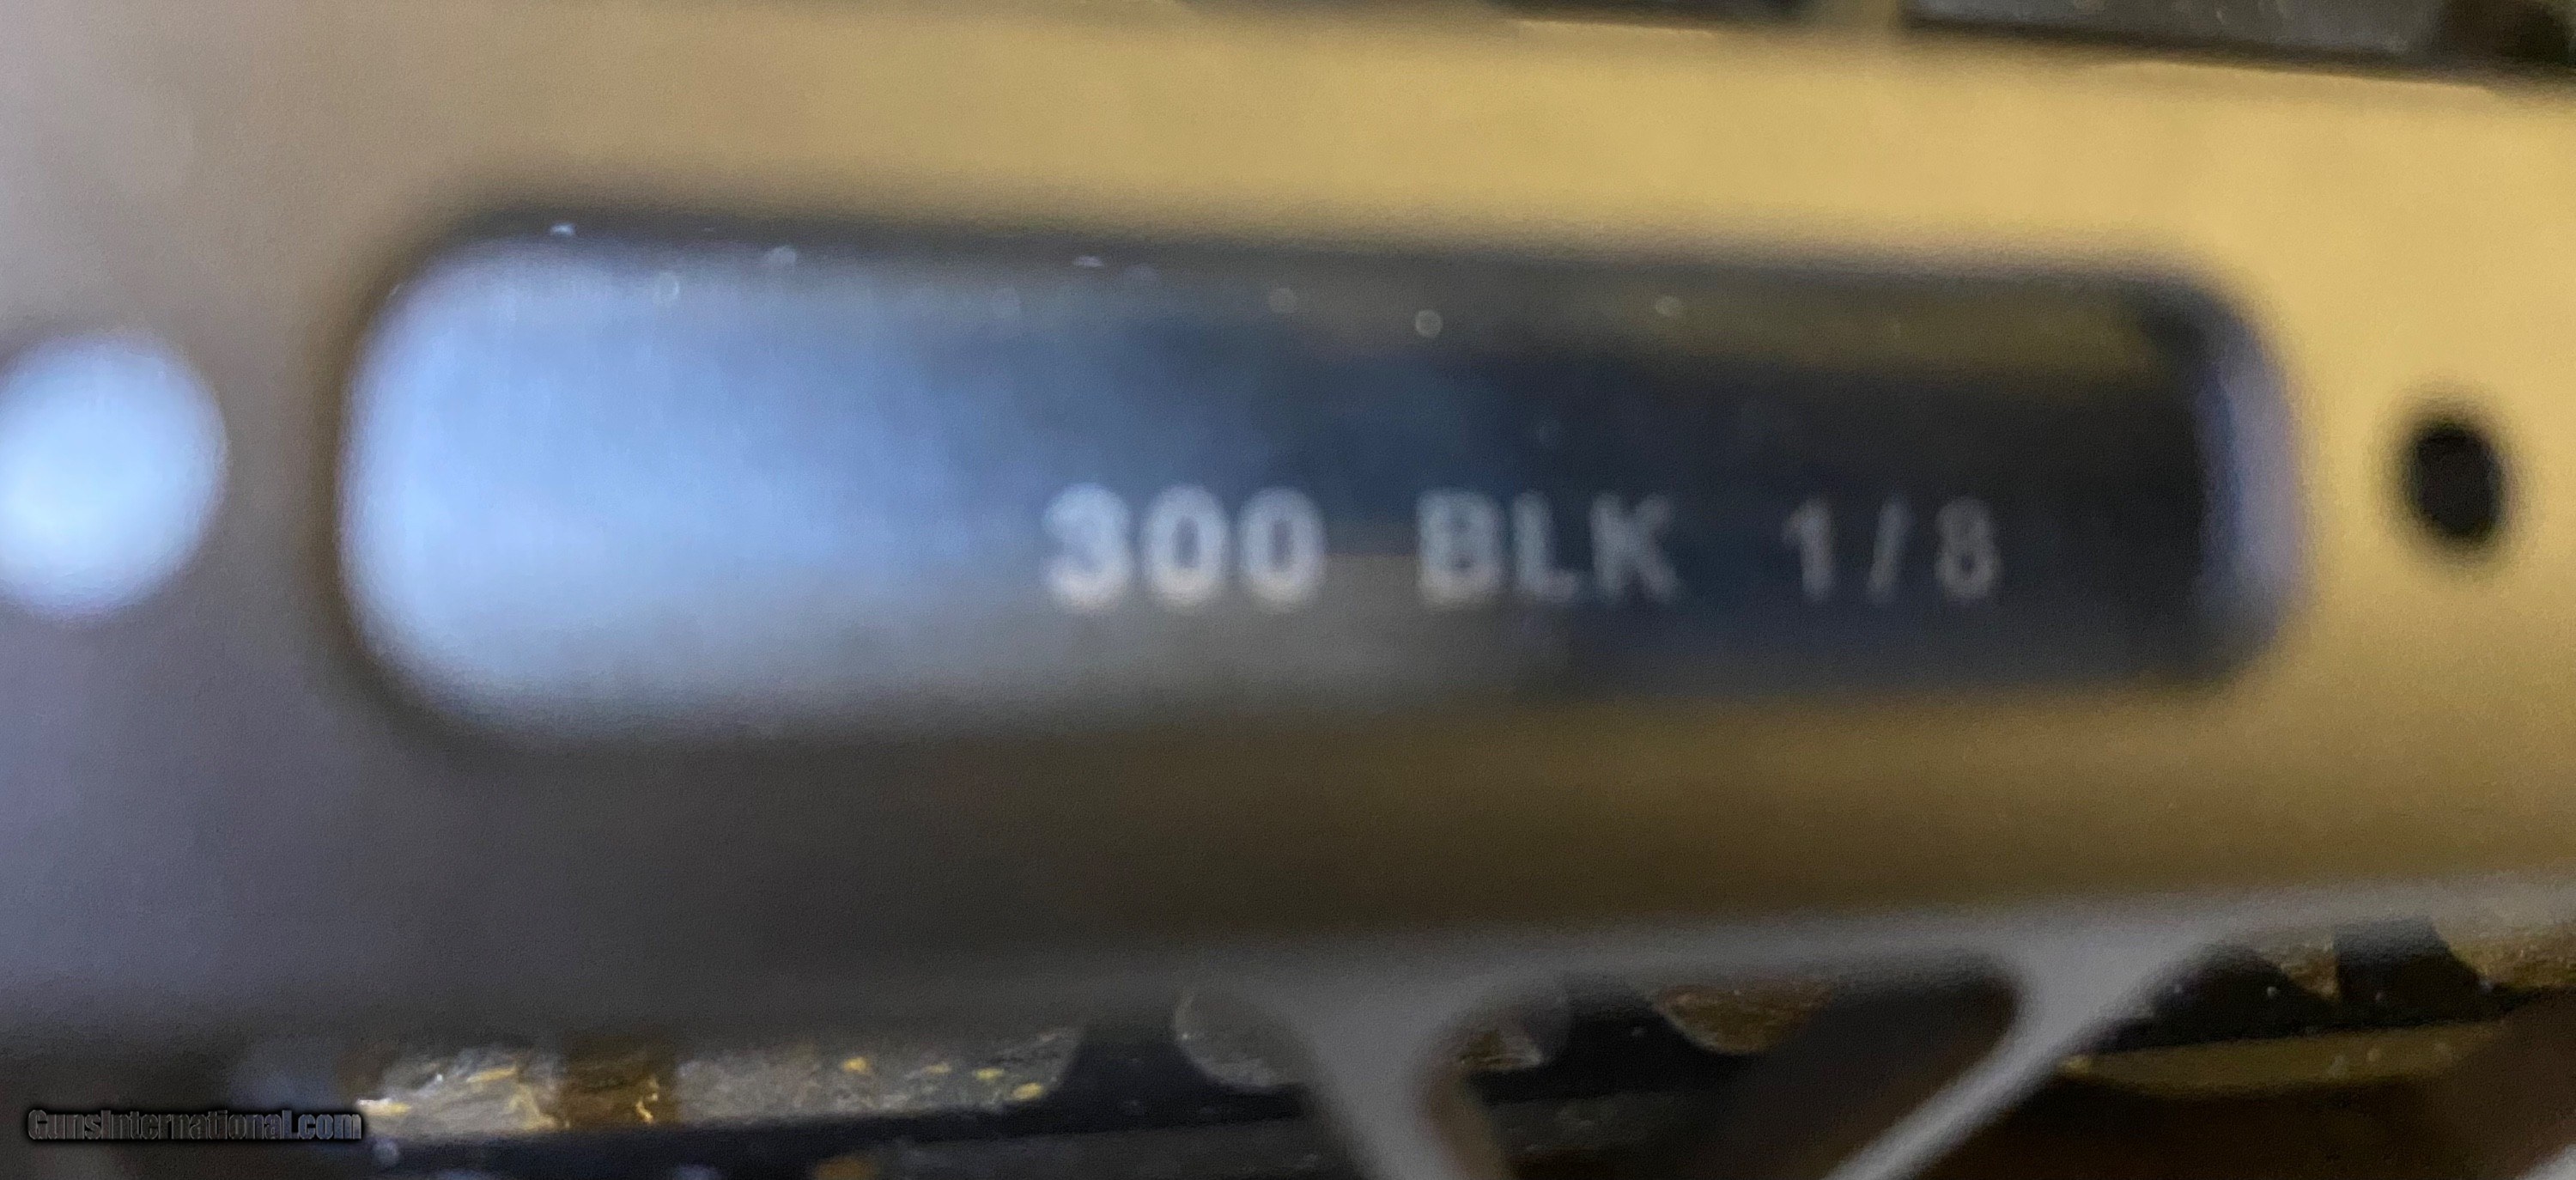 300 BLK 1/8
GunsInternational.com